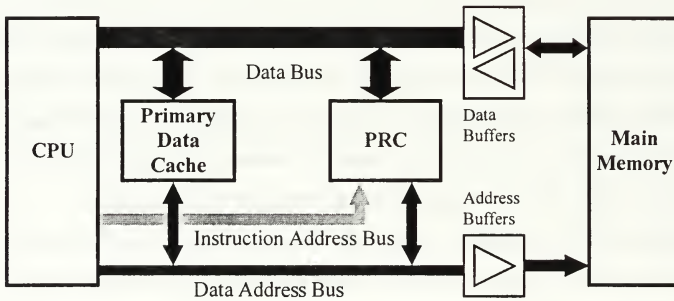 Data Bus
CPU
Primary
Data
Cache
PRC
Data
Buffers
Main
Memory
Address
Buffers
Instruction Address Bus
Data Address Bus